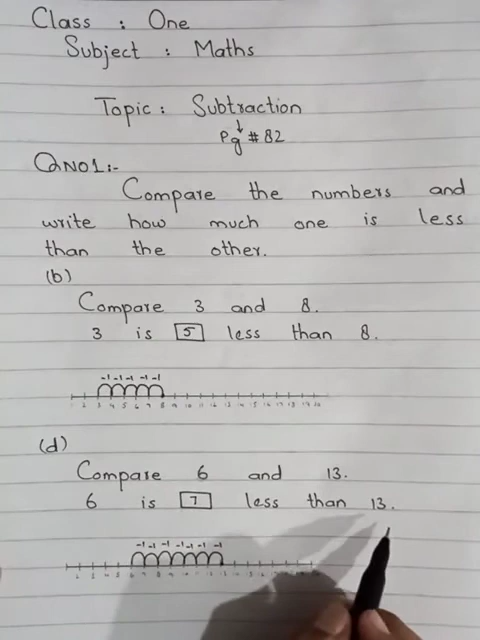 Class : One
Subject : Maths
Topic : Subtraction
Pg # 82
QNO1:-
Compare the numbers and
write how much one is less
than the other.
(b)
Compare 3 and 8.
3 is 5 less than 8.
-1 -1 -1 -1 -1
(d)
Compare 6 and 13.
6 is 7 less than 13.
-1 -1 -1 -1 -1 -1 -1